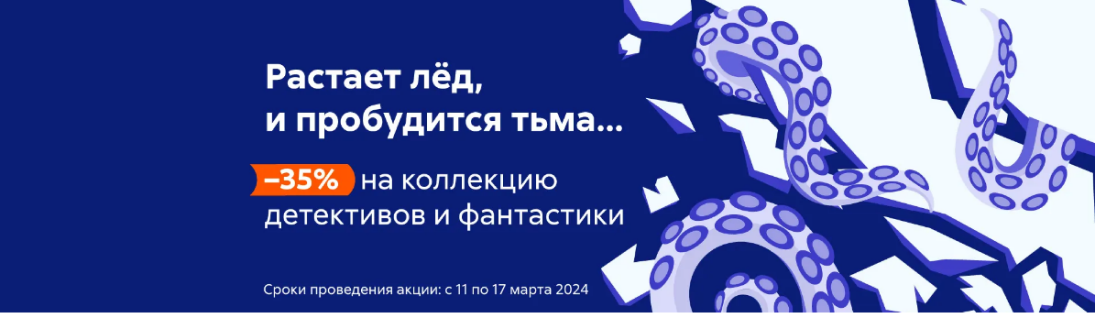 Растает лёд,
и пробудится тьма...
–35% на коллекцию
детективов и фантастики
Сроки проведения акции: с 11 по 17 марта 2024